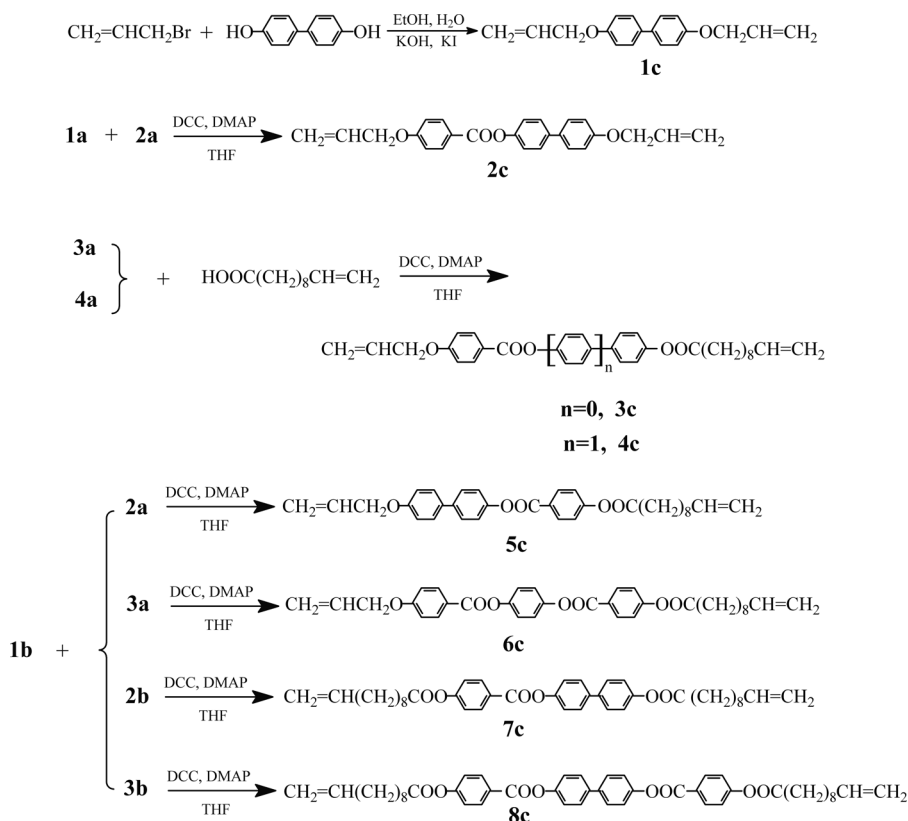 CH₂=CHCH₂Br + HO OH EtOH, H₂O KOH, KI CH₂=CHCH₂O OCH₂CH=CH₂
1c
1a + 2a DCC, DMAP THF CH₂=CHCH₂O COO OCH₂CH=CH₂
2c
3a
4a
+ HOOC(CH₂)₈CH=CH₂ DCC, DMAP THF
CH₂=CHCH₂O COO [ ]n OOC(CH₂)₈CH=CH₂
n=0, 3c
n=1, 4c
1b +
2a DCC, DMAP THF CH₂=CHCH₂O OOC OOC(CH₂)₈CH=CH₂
5c
3a DCC, DMAP THF CH₂=CHCH₂O COO OOC OOC(CH₂)₈CH=CH₂
6c
2b DCC, DMAP THF CH₂=CH(CH₂)₈COO COO OOC (CH₂)₈CH=CH₂
7c
3b DCC, DMAP THF CH₂=CH(CH₂)₈COO COO OOC OOC(CH₂)₈CH=CH₂
8c